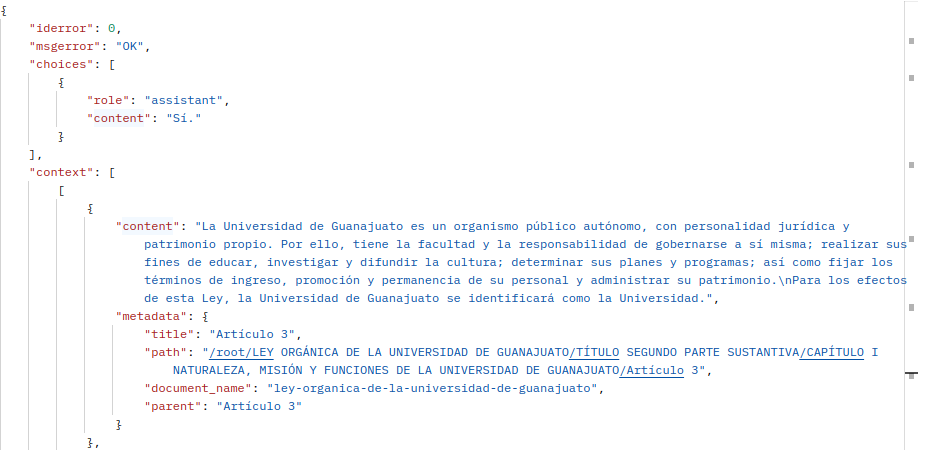 {
"iderror": 0,
"msgerror": "OK",
"choices": [
{
"role": "assistant",
"content": "Sí."
}
],
"context": [
[
{
"content": "La Universidad de Guanajuato es un organismo público autónomo, con personalidad jurídica y
patrimonio propio. Por ello, tiene la facultad y la responsabilidad de gobernarse a sí misma; realizar sus
fines de educar, investigar y difundir la cultura; determinar sus planes y programas; así como fijar los
términos de ingreso, promoción y permanencia de su personal y administrar su patrimonio.\nPara los efectos
de esta Ley, la Universidad de Guanajuato se identificará como la Universidad.",
"metadata": {
"title": "Artículo 3",
"path": "/root/LEY ORGÁNICA DE LA UNIVERSIDAD DE GUANAJUATO/TÍTULO SEGUNDO PARTE SUSTANTIVA/CAPÍTULO I
NATURALEZA, MISIÓN Y FUNCIONES DE LA UNIVERSIDAD DE GUANAJUATO/Artículo 3",
"document_name": "ley-organica-de-la-universidad-de-guanajuato",
"parent": "Artículo 3"
}
},